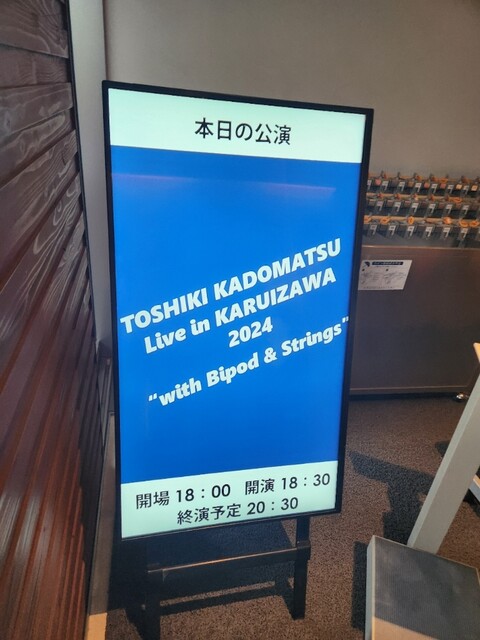 本日の公演
TOSHIKI KADOMATSU
Live in KARUIZAWA
2024
"with Bipod & Strings"
開場 18：00 開演 18：30
終演予定 20：30